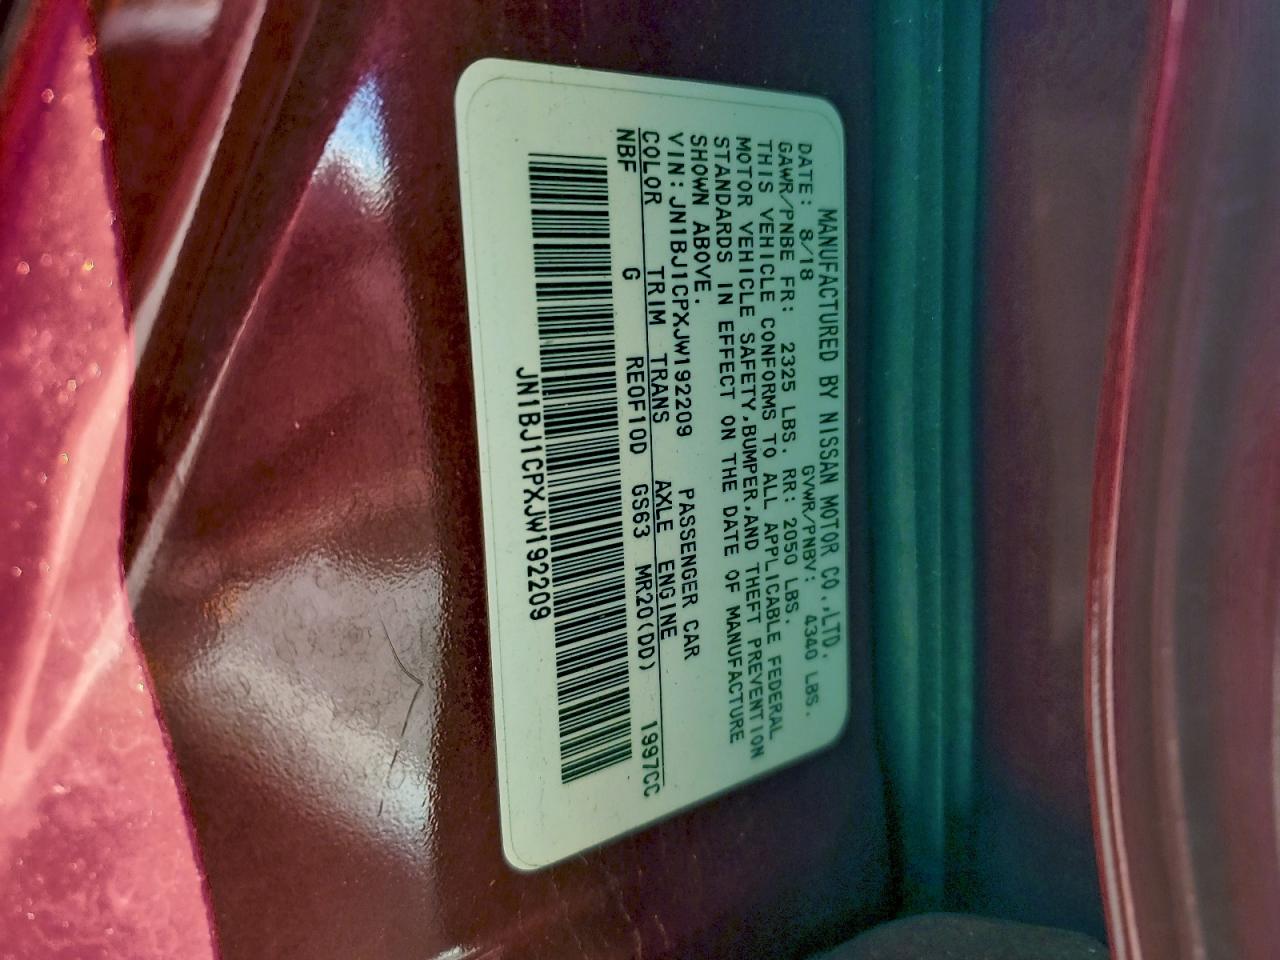 MANUFACTURED BY NISSAN MOTOR CO.,LTD.
DATE: 8/18 GVWR/PNBV: 4340 LBS.
GAWR/PNBE FR: 2325 LBS. RR: 2050 LBS.
THIS VEHICLE CONFORMS TO ALL APPLICABLE FEDERAL
MOTOR VEHICLE SAFETY,BUMPER,AND THEFT PREVENTION
STANDARDS IN EFFECT ON THE DATE OF MANUFACTURE
SHOWN ABOVE.
VIN: JN1BJ1CPXJW192209 PASSENGER CAR
COLOR TRIM TRANS AXLE ENGINE 1997CC
NBF G RE0F10D GS63 MR20(DD)
JN1BJ1CPXJW192209